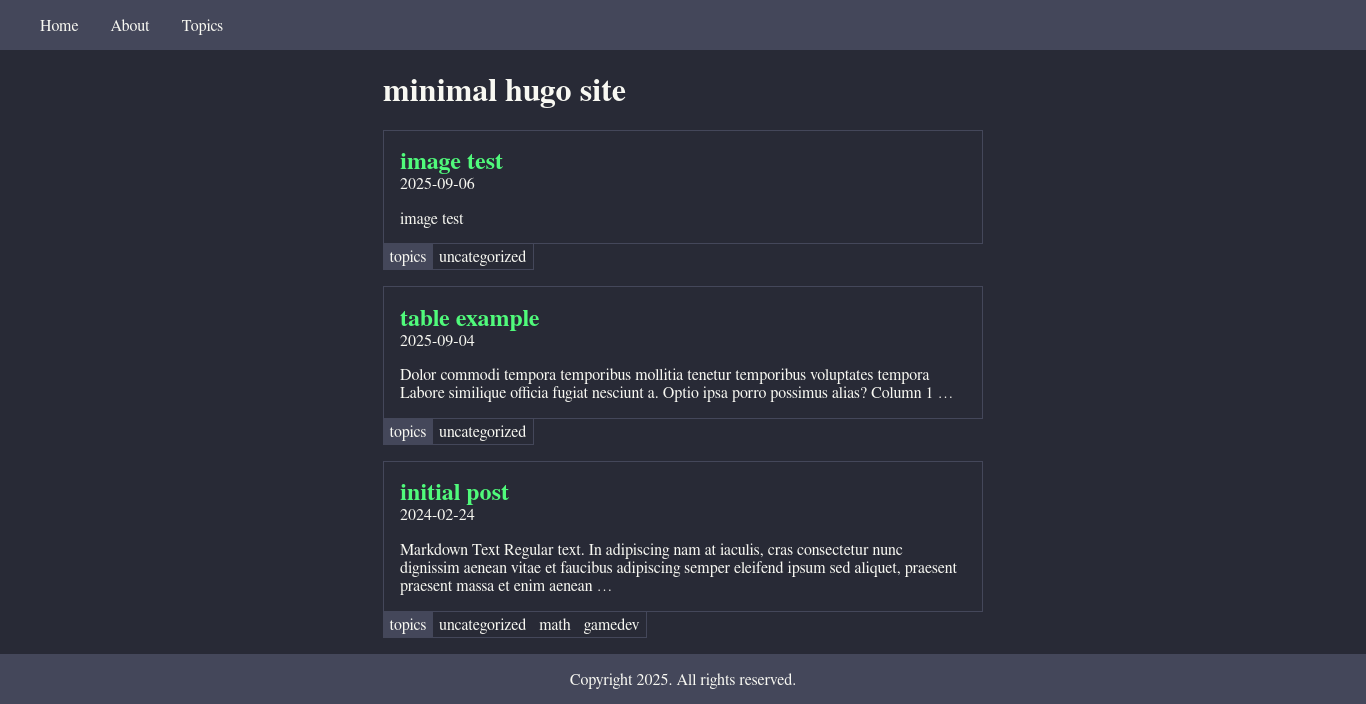 Home About Topics
minimal hugo site
image test
2025-09-06
image test
topics uncategorized
table example
2025-09-04
Dolor commodi tempora temporibus mollitia tenetur temporibus voluptates tempora
Labore similique officia fugiat nesciunt a. Optio ipsa porro possimus alias? Column 1 …
topics uncategorized
initial post
2024-02-24
Markdown Text Regular text. In adipiscing nam at iaculis, cras consectetur nunc
dignissim aenean vitae et faucibus adipiscing semper eleifend ipsum sed aliquet, praesent
praesent massa et enim aenean …
topics uncategorized math gamedev
Copyright 2025. All rights reserved.